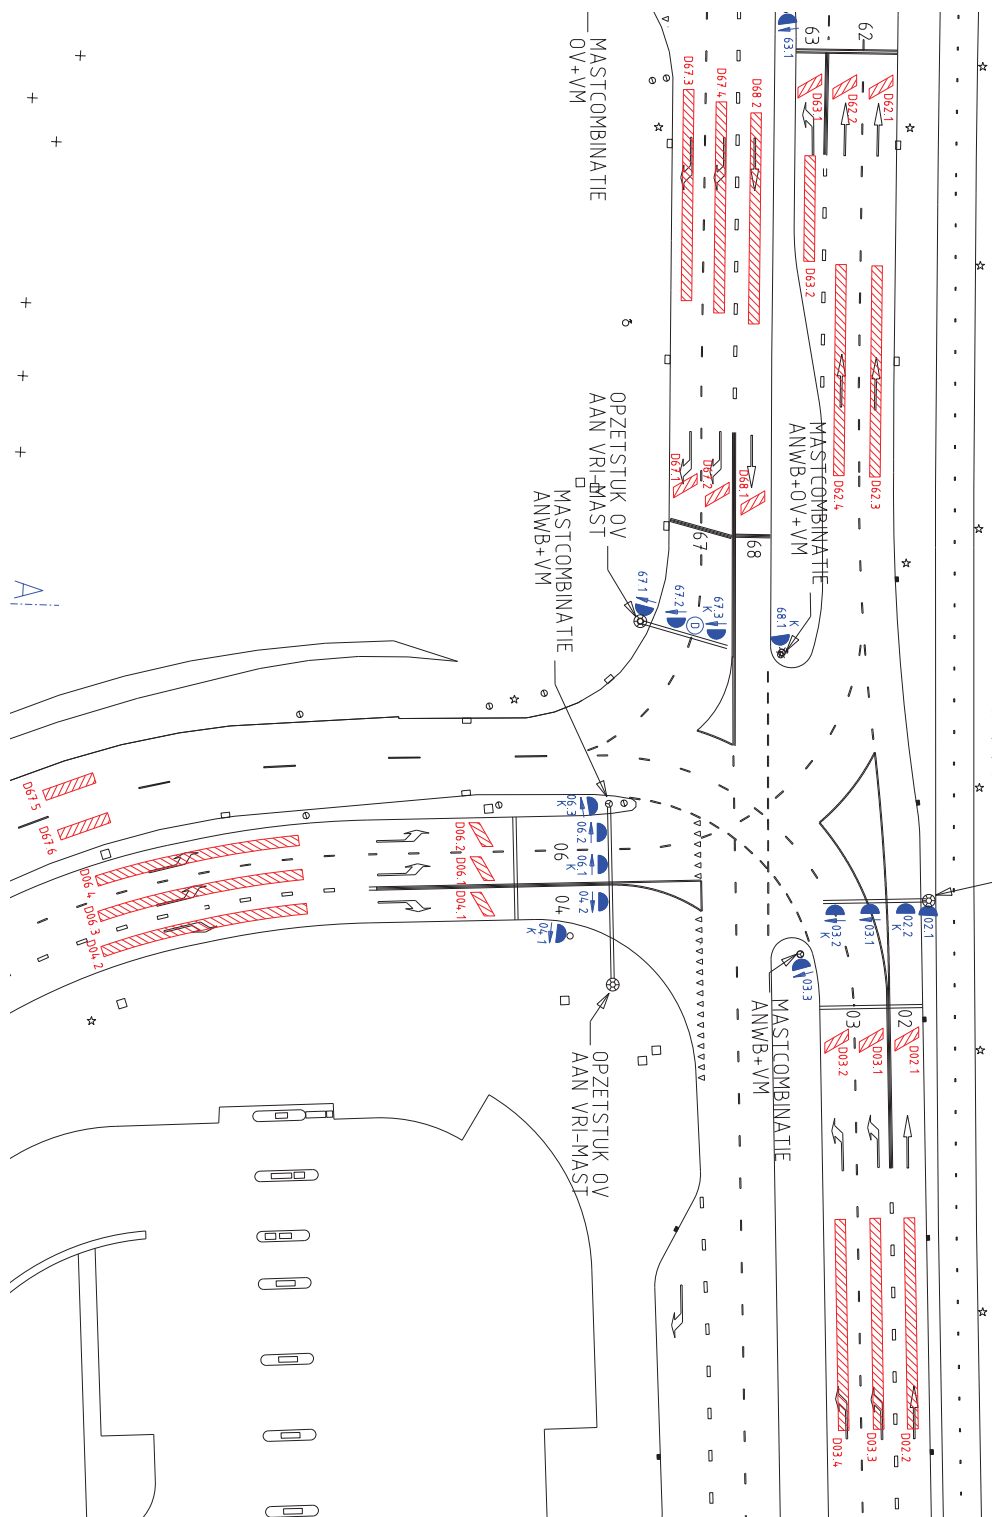 MASTCOMBINATIE
OV+VM
D67.3
D67.4
D68.2
63.1
63
62
D63.1
D62.2
D62.1
D63.2
D62.4
D62.3
OPZETSTUK OV
AAN VRI-MAST
MASTCOMBINATIE
ANWB+OV+VM
D67.1
D67.2
D68.1
67
68
MASTCOMBINATIE
ANWB+VM
67.1
67.2
D
67.3
K
68.1
K
A
D67.5
D67.6
06.3
K
06.2
06.1
K
04.2
04.1
K
06
04
D06.2
D06.1
D04.1
D06.4
D06.3
D04.2
03.2
K
03.1
02.2
K
02.1
03.3
MASTCOMBINATIE
ANWB+VM
03
02
D03.2
D03.1
D02.1
OPZETSTUK OV
AAN VRI-MAST
D03.4
D03.3
D02.2